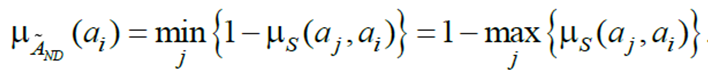 μ_{Ã_{ND}}(a_i) = min_j{1 − μ_S(a_j, a_i)} = 1 − max_j{μ_S(a_j, a_i)}.